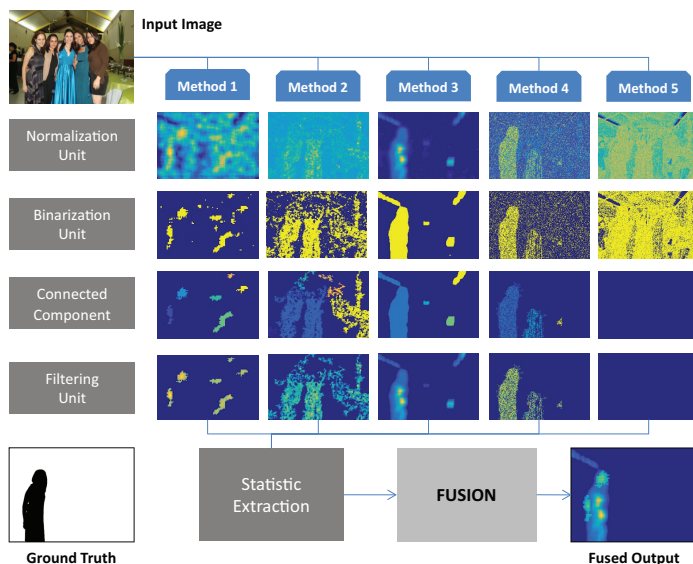 Input Image
Method 1
Method 2
Method 3
Method 4
Method 5
Normalization
Unit
Binarization
Unit
Connected
Component
Filtering
Unit
Statistic
Extraction
FUSION
Ground Truth
Fused Output